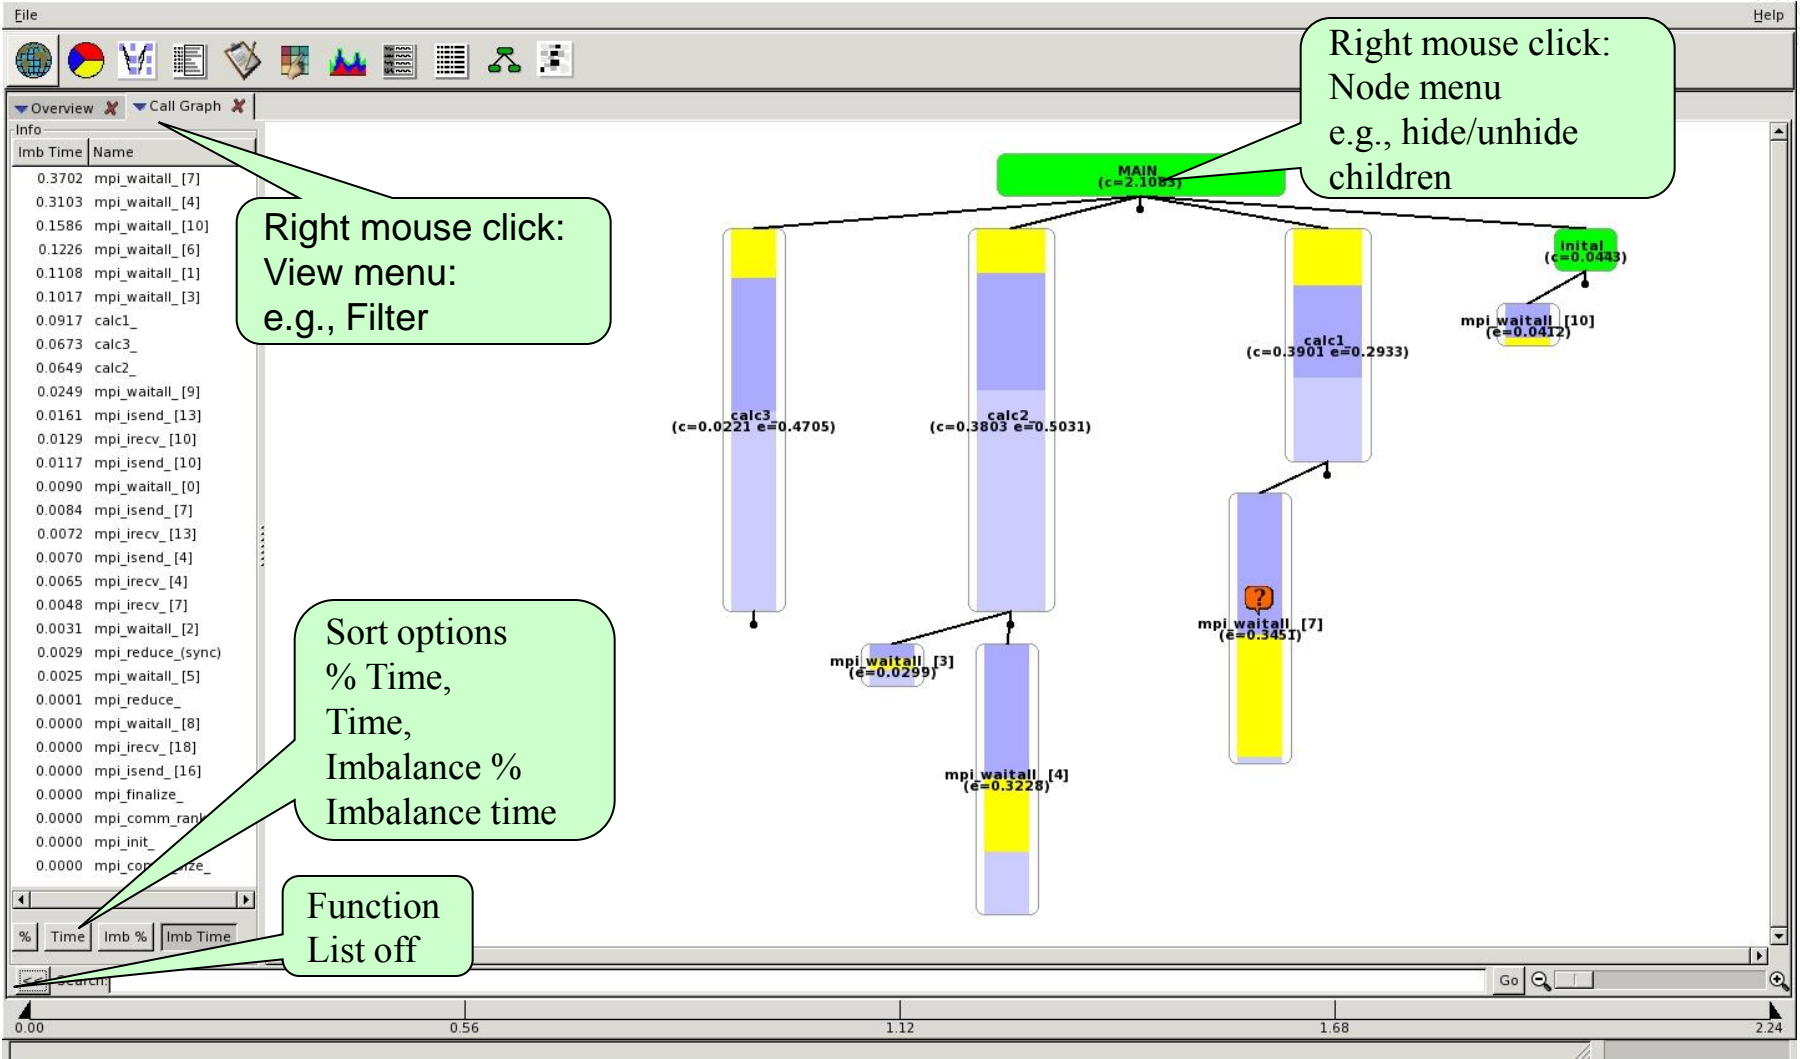 File
Help
Overview
Call Graph
Info
Imb Time Name
0.3702 mpi_waitall_ [7]
0.3103 mpi_waitall_ [4]
0.1586 mpi_waitall_ [10]
0.1226 mpi_waitall_ [6]
0.1108 mpi_waitall_ [1]
0.1017 mpi_waitall_ [3]
0.0917 calc1_
0.0673 calc3_
0.0649 calc2_
0.0249 mpi_waitall_ [9]
0.0161 mpi_isend_ [13]
0.0129 mpi_irecv_ [10]
0.0117 mpi_isend_ [10]
0.0090 mpi_waitall_ [0]
0.0084 mpi_isend_ [7]
0.0072 mpi_irecv_ [13]
0.0070 mpi_isend_ [4]
0.0065 mpi_irecv_ [4]
0.0048 mpi_irecv_ [7]
0.0031 mpi_waitall_ [2]
0.0029 mpi_reduce_(sync)
0.0025 mpi_waitall_ [5]
0.0001 mpi_reduce_
0.0000 mpi_waitall_ [8]
0.0000 mpi_irecv_ [18]
0.0000 mpi_isend_ [16]
0.0000 mpi_finalize_
0.0000 mpi_comm_rank
0.0000 mpi_init_
0.0000
% Time Imb % Imb Time
<< Search:
Go
Right mouse click:
View menu:
e.g., Filter
Right mouse click:
Node menu
e.g., hide/unhide
children
Sort options
% Time,
Time,
Imbalance %
Imbalance time
Function
List off
MAIN_
(c=2.1083)
calc3_
(c=0.0221 e=0.4705)
calc2_
(c=0.3803 e=0.5031)
calc1_
(c=0.3901 e=0.2933)
inital_
(c=0.0443)
mpi_waitall_ [10]
(e=0.0412)
mpi_waitall_ [3]
(e=0.0299)
mpi_waitall_ [4]
(e=0.3228)
?
mpi_waitall_ [7]
(e=0.3451)
0.00 0.56 1.12 1.68 2.24